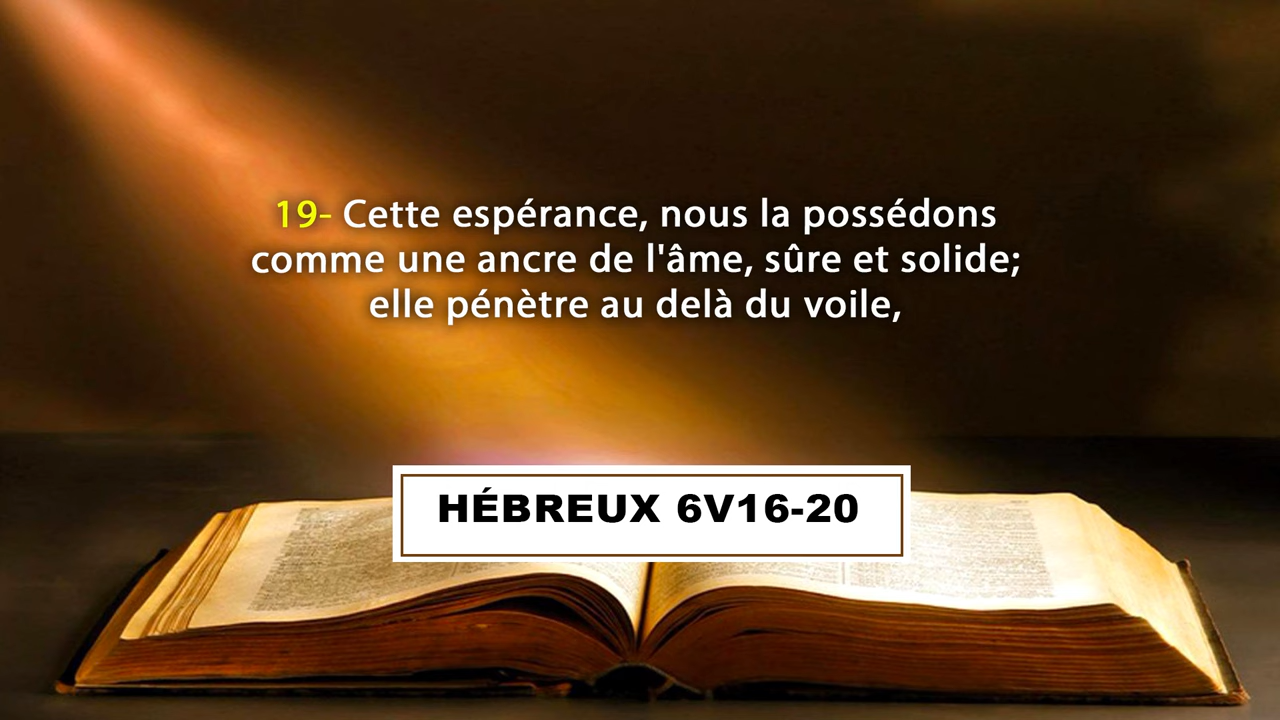 19- Cette espérance, nous la possédons
comme une ancre de l'âme, sûre et solide;
elle pénètre au delà du voile,
HÉBREUX 6V16-20